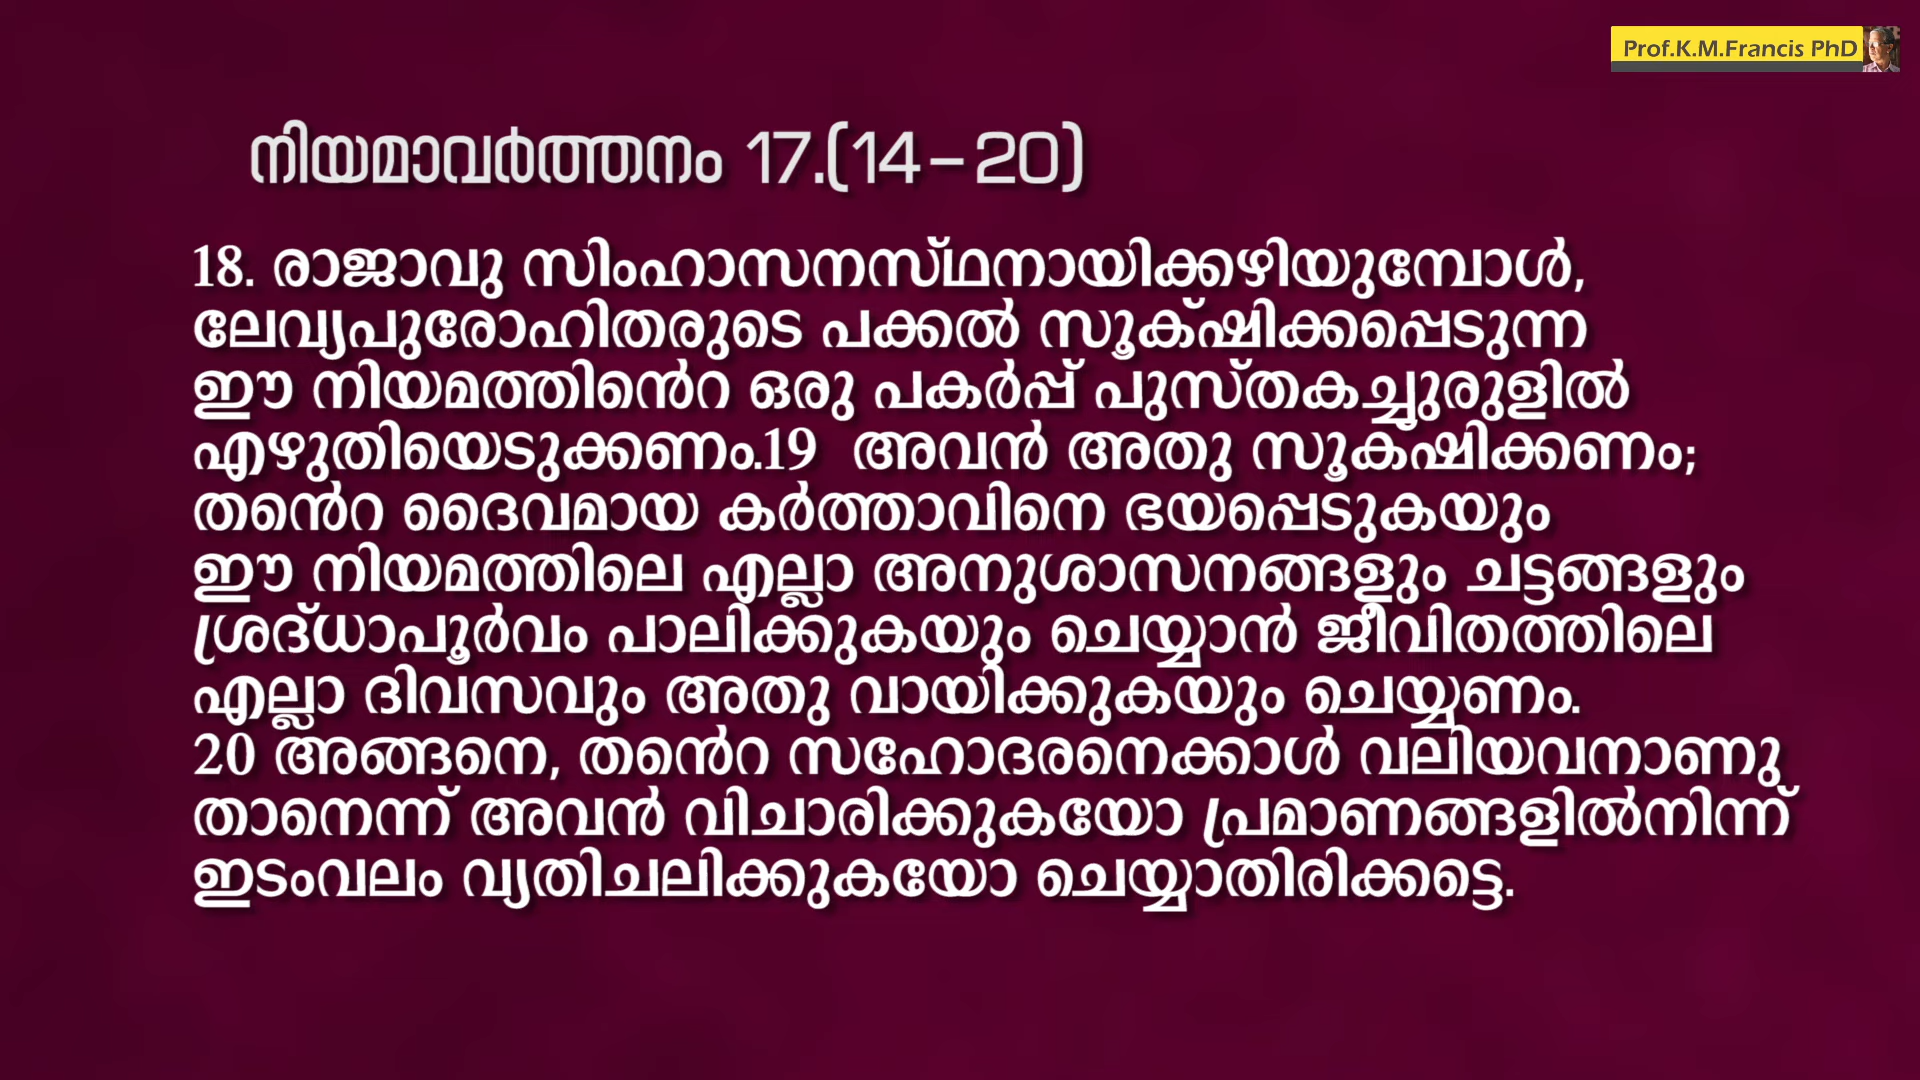 Prof.K.M.Francis PhD
നിയമാവർത്തനം 17.(14-20)
18. രാജാവു സിംഹാസനസ്ഥനായിക്കഴിയുമ്പോൾ,
ലേവ്യപുരോഹിതരുടെ പക്കൽ സൂക്ഷിക്കപ്പെടുന്ന
ഈ നിയമത്തിൻെറ ഒരു പകർപ്പ് പുസ്തകച്ചുരുളിൽ
എഴുതിയെടുക്കണം.19 അവൻ അതു സൂക്ഷിക്കണം;
തൻെറ ദൈവമായ കർത്താവിനെ ഭയപ്പെടുകയും
ഈ നിയമത്തിലെ എല്ലാ അനുശാസനങ്ങളും ചട്ടങ്ങളും
ശ്രദ്ധാപൂർവം പാലിക്കുകയും ചെയ്യാൻ ജീവിതത്തിലെ
എല്ലാ ദിവസവും അതു വായിക്കുകയും ചെയ്യണം.
20 അങ്ങനെ, തൻെറ സഹോദരനെക്കാൾ വലിയവനാണു
താനെന്ന് അവൻ വിചാരിക്കുകയോ പ്രമാണങ്ങളിൽനിന്ന്
ഇടംവലം വ്യതിചലിക്കുകയോ ചെയ്യാതിരിക്കട്ടെ.